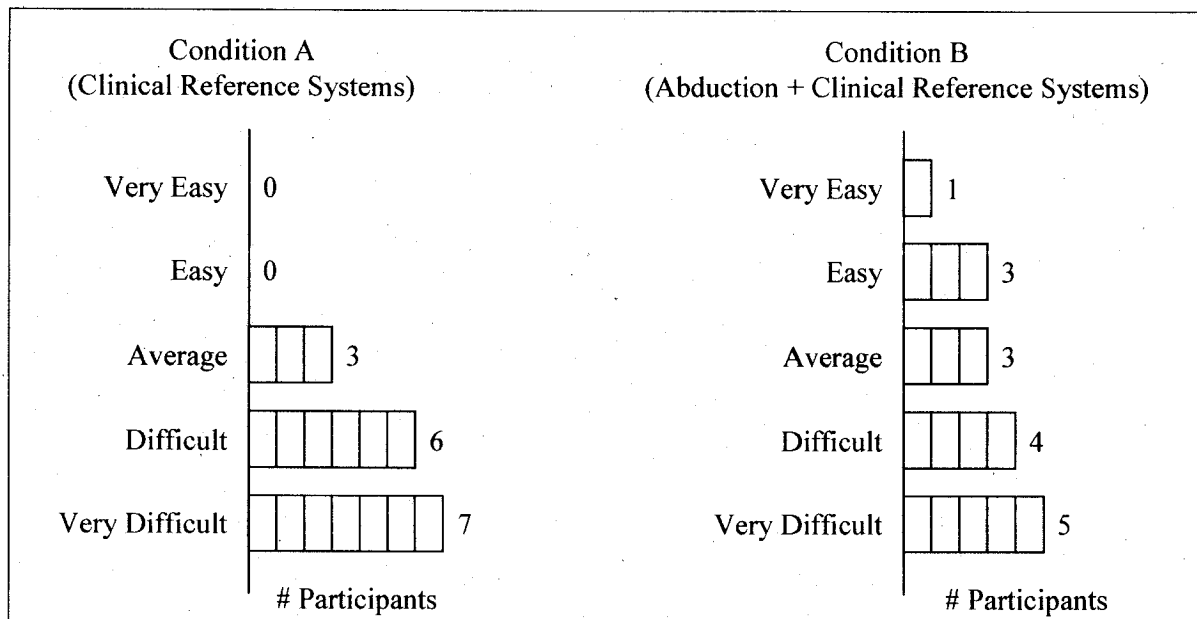 Condition A
(Clinical Reference Systems)
Very Easy 0
Easy 0
Average 3
Difficult 6
Very Difficult 7
# Participants
Condition B
(Abduction + Clinical Reference Systems)
Very Easy 1
Easy 3
Average 3
Difficult 4
Very Difficult 5
# Participants